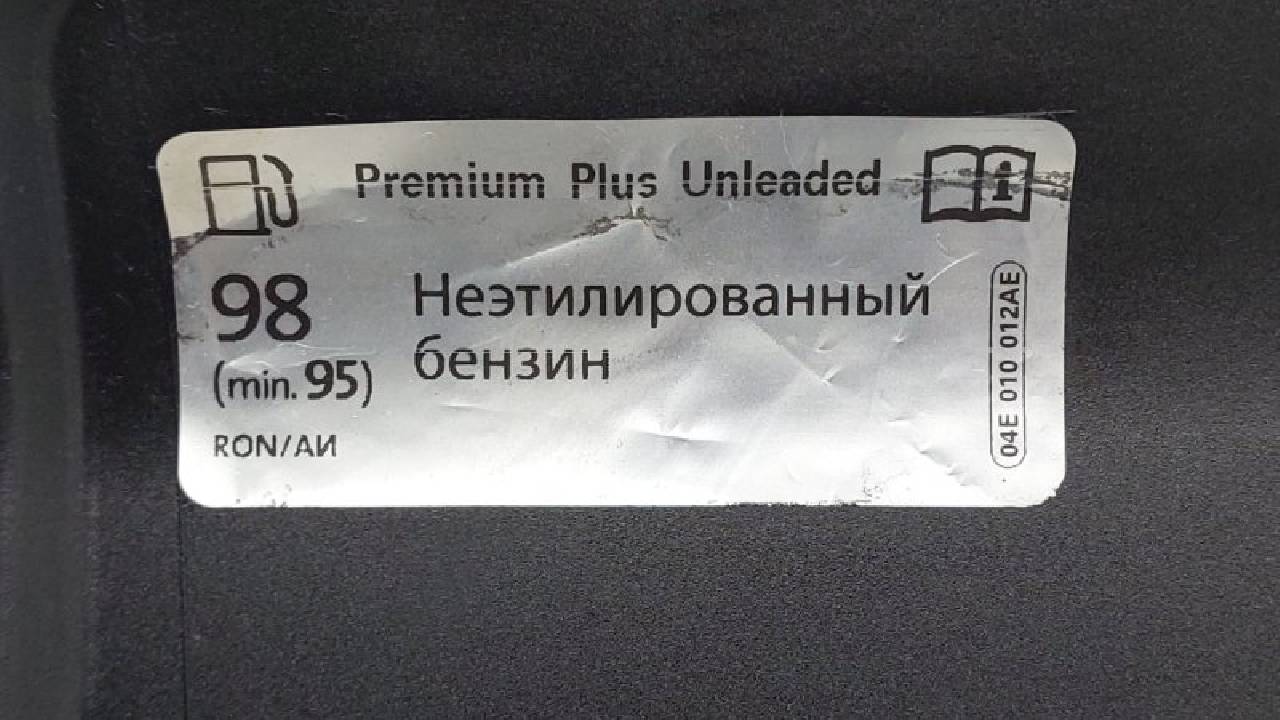 Premium Plus Unleaded
98
(min. 95)
RON/АИ
Неэтилированный
бензин
04E 010 012AE